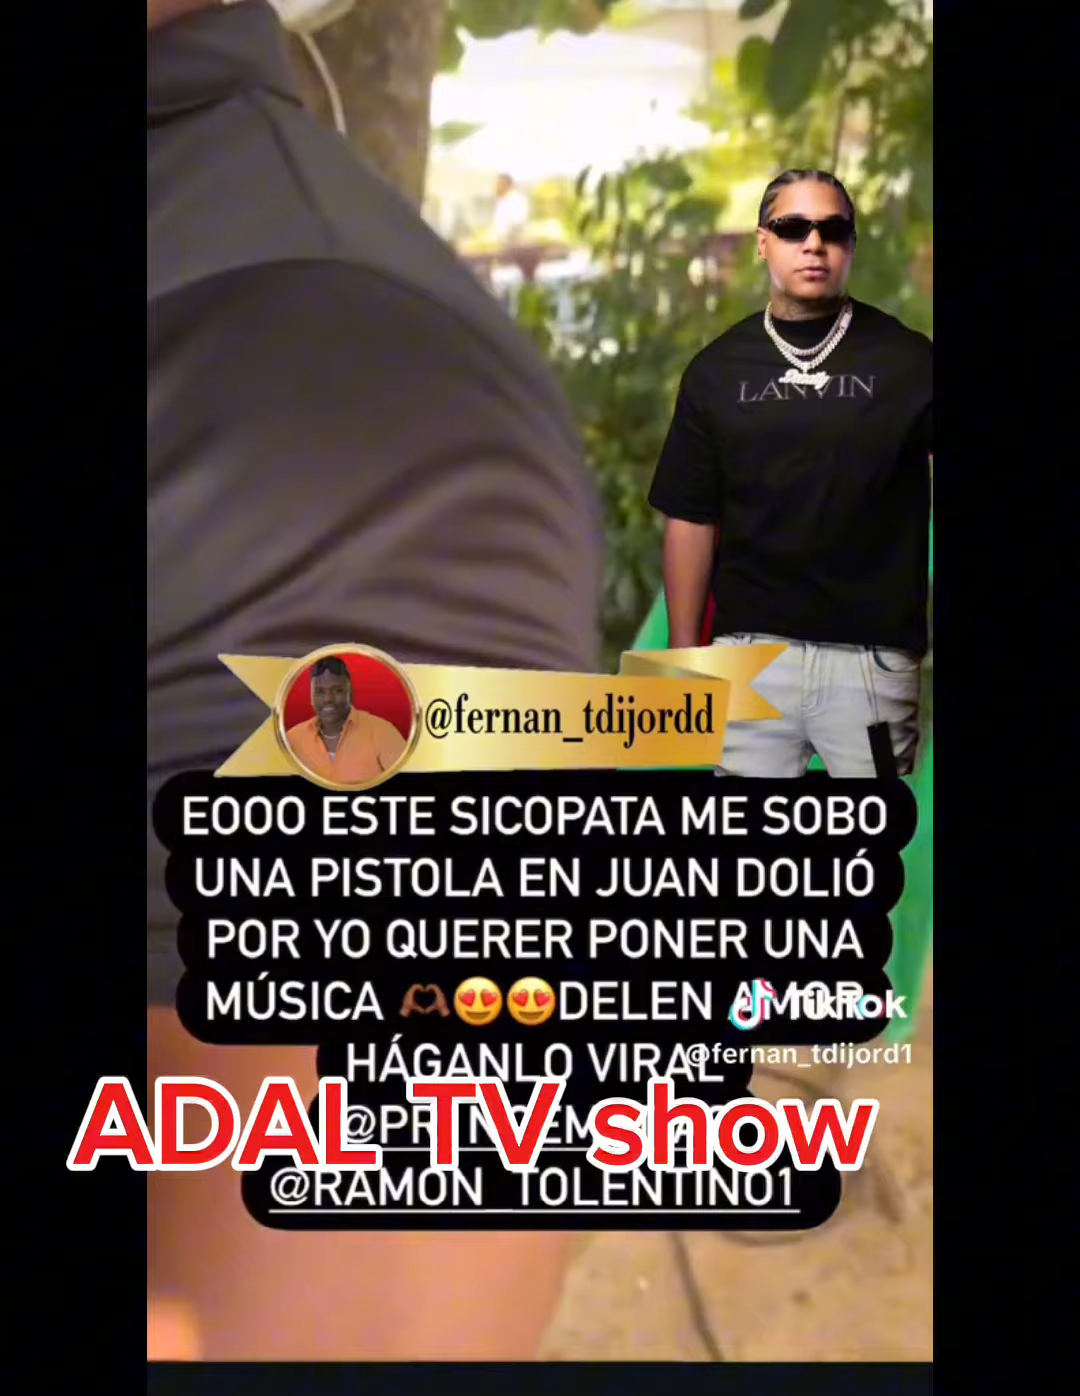 LANVIN
@fernan_tdijordd
EOOO ESTE SICOPATA ME SOBO
UNA PISTOLA EN JUAN DOLIÓ
POR YO QUERER PONER UNA
MÚSICA 🫶🏾😍😍DELEN AMOR
TikTok
HÁGANLO VIRAL
@fernan_tdijord1
ADAL TV show
@RAMON_TOLENTINO1